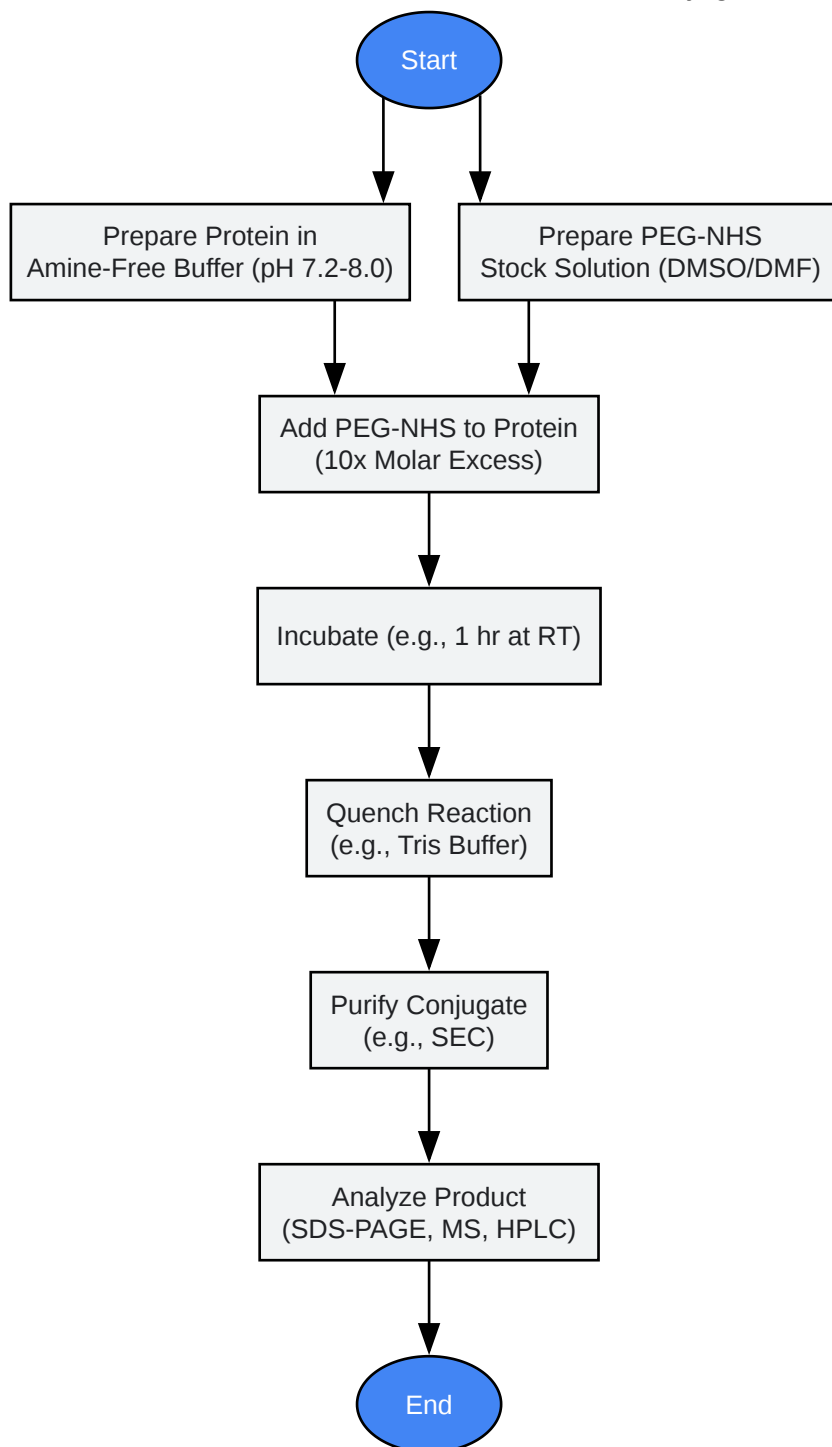 Start
Prepare Protein in
Amine-Free Buffer (pH 7.2-8.0)
Prepare PEG-NHS
Stock Solution (DMSO/DMF)
Add PEG-NHS to Protein
(10x Molar Excess)
Incubate (e.g., 1 hr at RT)
Quench Reaction
(e.g., Tris Buffer)
Purify Conjugate
(e.g., SEC)
Analyze Product
(SDS-PAGE, MS, HPLC)
End